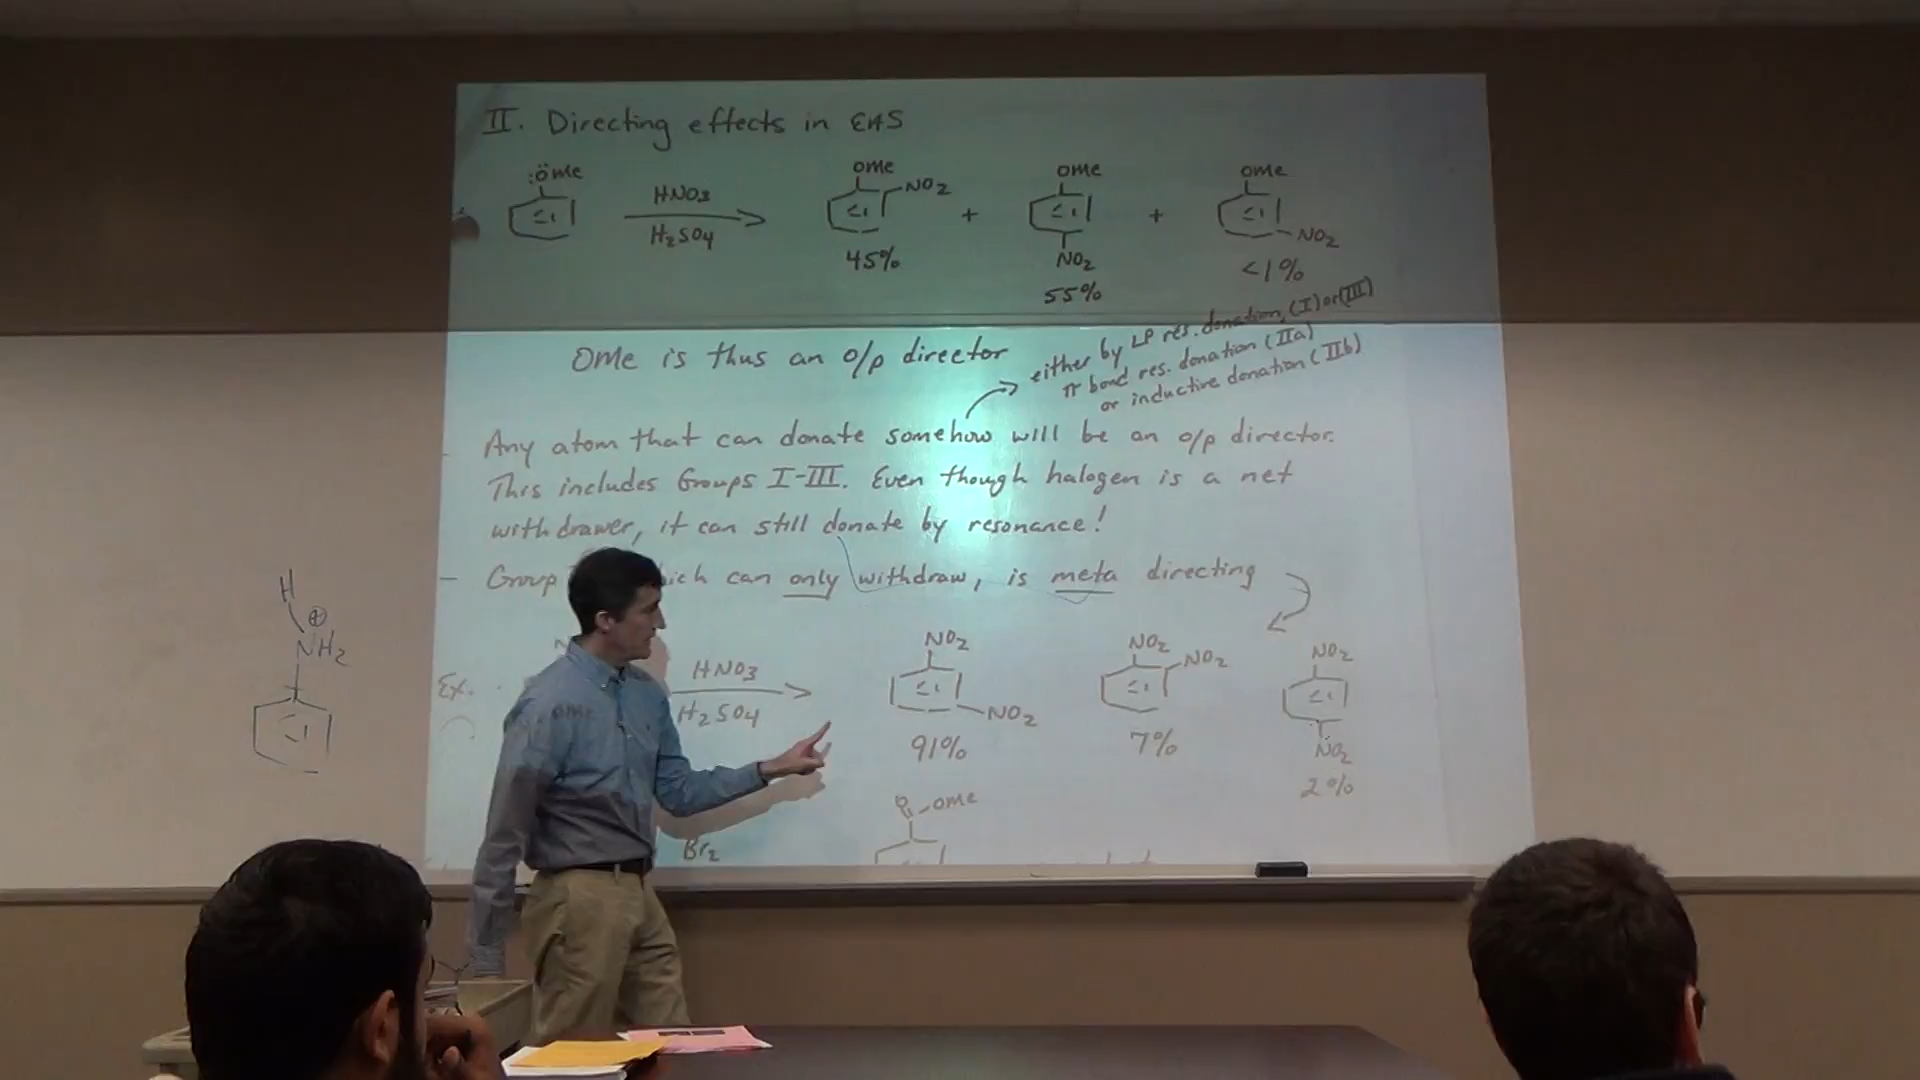 II. Directing effects in EAS
:ÖMe
HNO3
H2SO4
OMe
NO2
45%
+
OMe
NO2
55%
+
OMe
NO2
<1%
OMe is thus an o/p director
either by LP res. donation, (I) or (III)
π bond res. donation (IIa)
or inductive donation (IIb)
Any atom that can donate somehow will be an o/p director.
This includes Groups I-III. Even though halogen is a net
withdrawer, it can still donate by resonance!
- Group which can only withdraw, is meta directing
Ex.
HNO3
H2SO4
NO2
NO2
91%
NO2
NO2
7%
NO2
NO2
2%
OMe
Br2
O
OMe
H
⊕
NH2